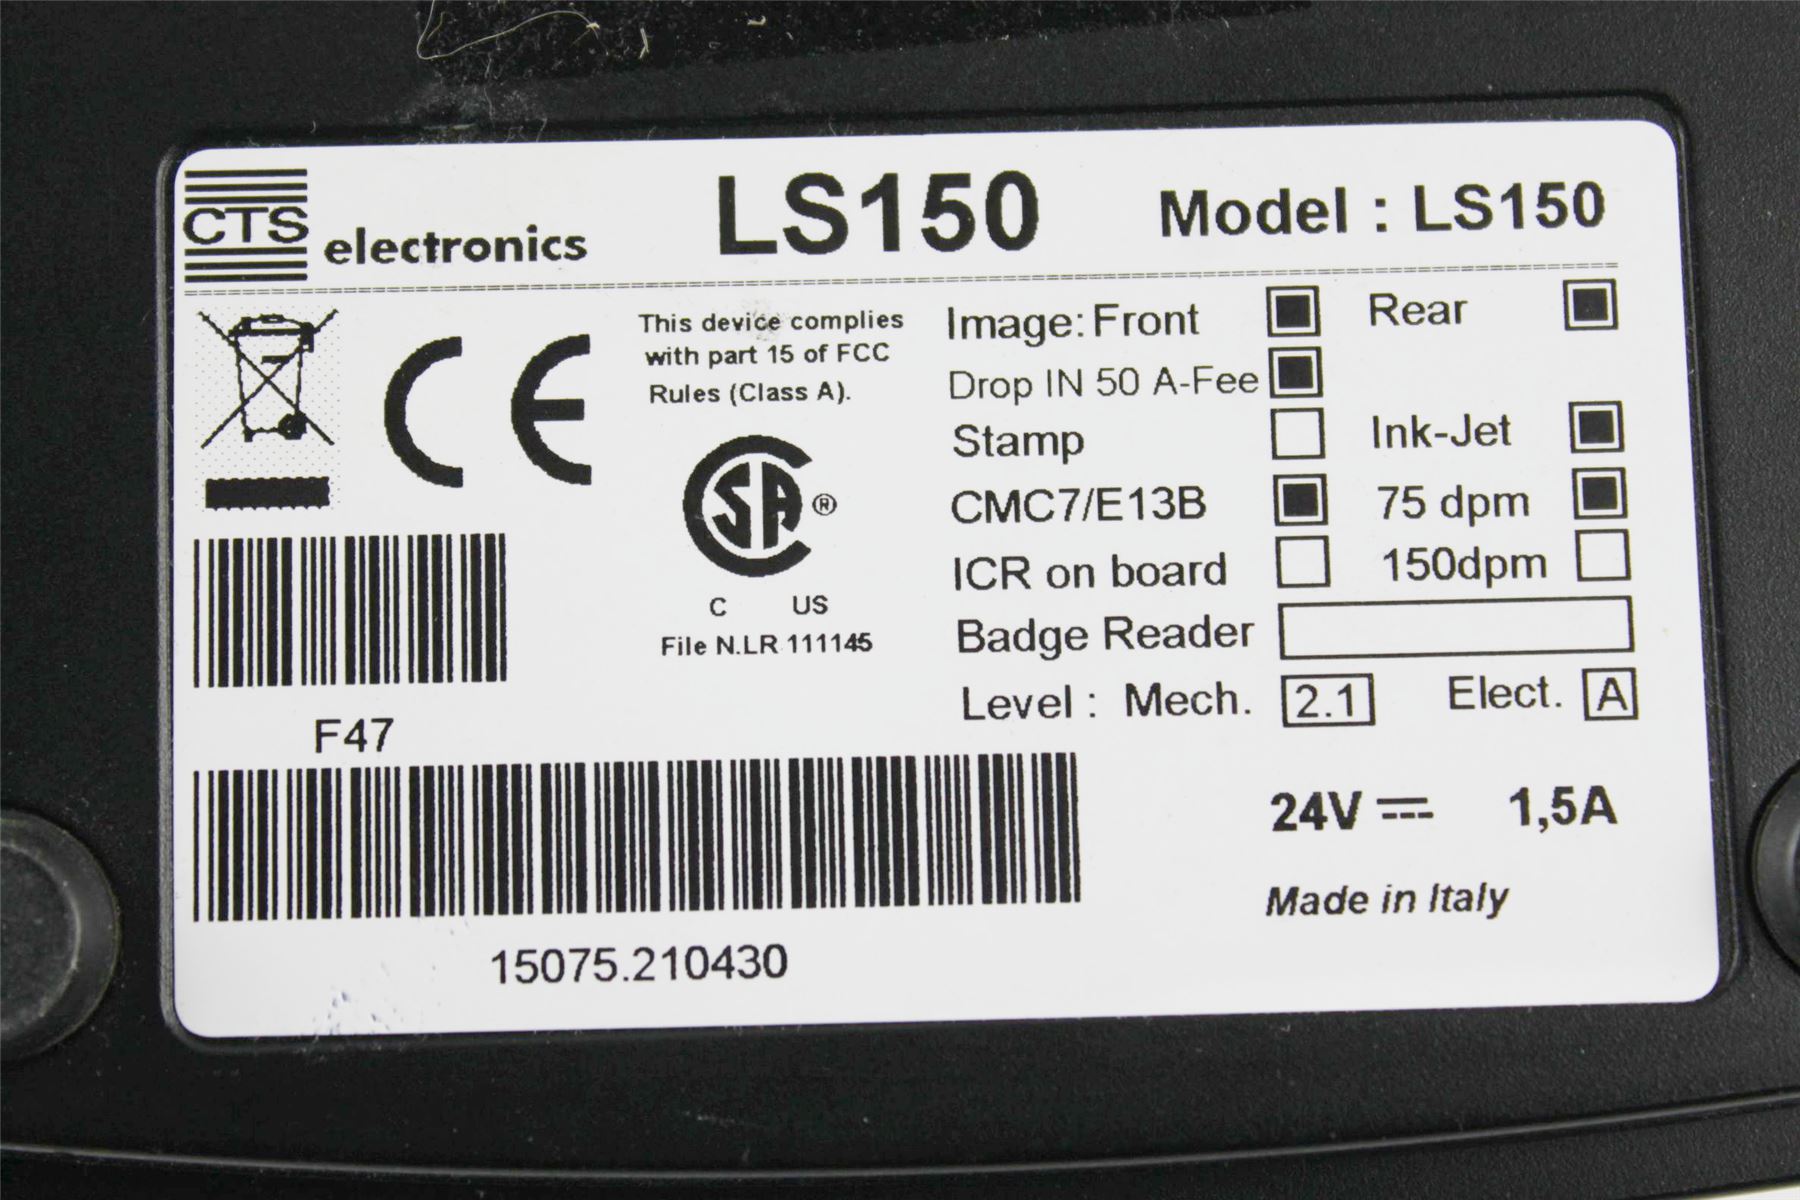 CTS electronics LS150 Model : LS150
This device complies
with part 15 of FCC
Rules (Class A).
CE
SA ®
C US
File N.LR 111145
Image: Front Rear
Drop IN 50 A-Fee
Stamp Ink-Jet
CMC7/E13B 75 dpm
ICR on board 150dpm
Badge Reader
Level : Mech. 2.1 Elect. A
F47
24V 1,5A
Made in Italy
15075.210430